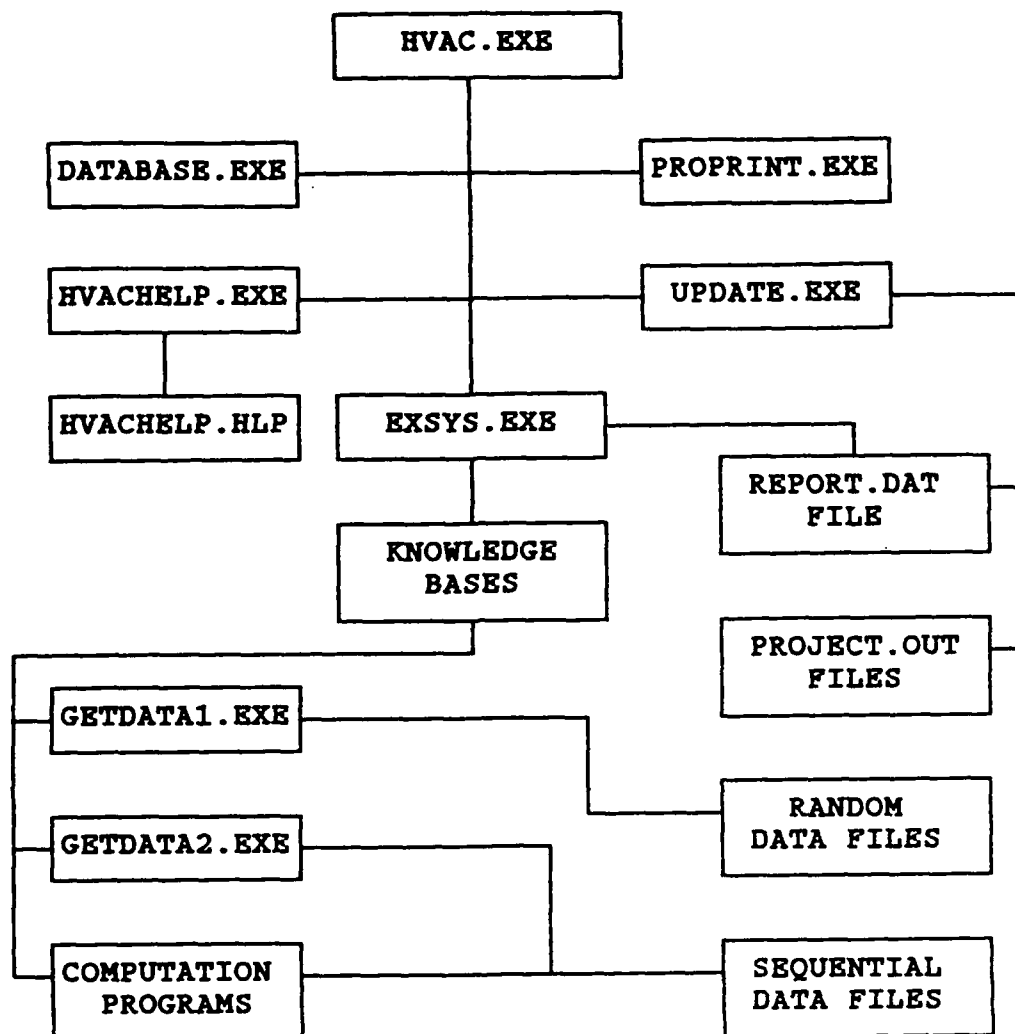 HVAC.EXE
DATABASE.EXE
PROPRINT.EXE
HVACHELP.EXE
UPDATE.EXE
HVACHELP.HLP
EXSYS.EXE
REPORT.DAT
FILE
KNOWLEDGE
BASES
PROJECT.OUT
FILES
GETDATA1.EXE
RANDOM
DATA FILES
GETDATA2.EXE
COMPUTATION
PROGRAMS
SEQUENTIAL
DATA FILES